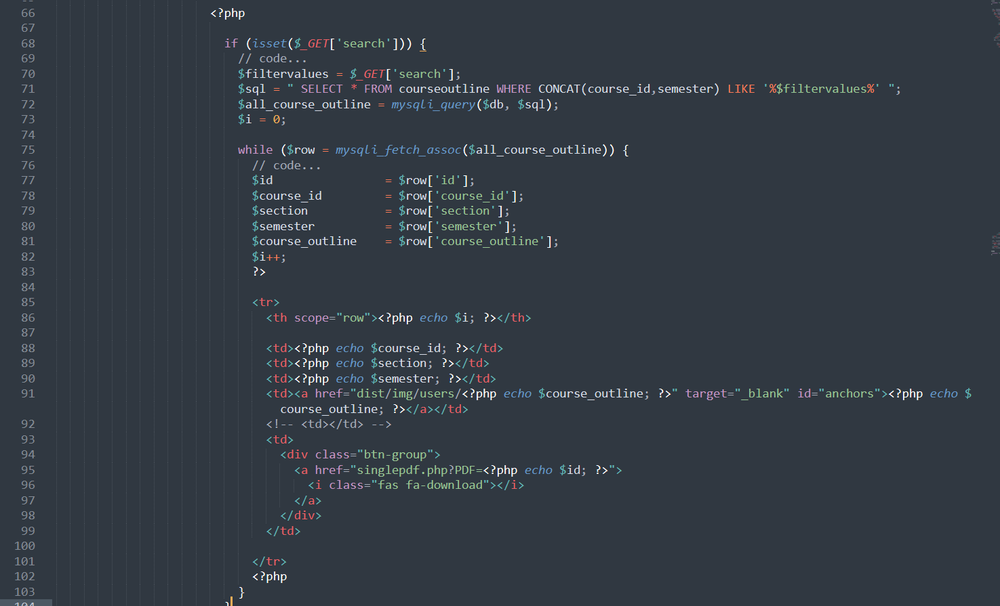 66 <?php
67
68 if (isset($_GET['search'])) {
69 // code...
70 $filtervalues = $_GET['search'];
71 $sql = " SELECT * FROM courseoutline WHERE CONCAT(course_id,semester) LIKE '%$filtervalues%' ";
72 $all_course_outline = mysqli_query($db, $sql);
73 $i = 0;
74
75 while ($row = mysqli_fetch_assoc($all_course_outline)) {
76 // code...
77 $id = $row['id'];
78 $course_id = $row['course_id'];
79 $section = $row['section'];
80 $semester = $row['semester'];
81 $course_outline = $row['course_outline'];
82 $i++;
83 ?>
84
85 <tr>
86 <th scope="row"><?php echo $i; ?></th>
87
88 <td><?php echo $course_id; ?></td>
89 <td><?php echo $section; ?></td>
90 <td><?php echo $semester; ?></td>
91 <td><a href="dist/img/users/<?php echo $course_outline; ?>" target="_blank" id="anchors"><?php echo $
course_outline; ?></a></td>
92 <!-- <td></td> -->
93 <td>
94 <div class="btn-group">
95 <a href="singlepdf.php?PDF=<?php echo $id; ?>">
96 <i class="fas fa-download"></i>
97 </a>
98 </div>
99 </td>
100
101 </tr>
102 <?php
103 }
104 }